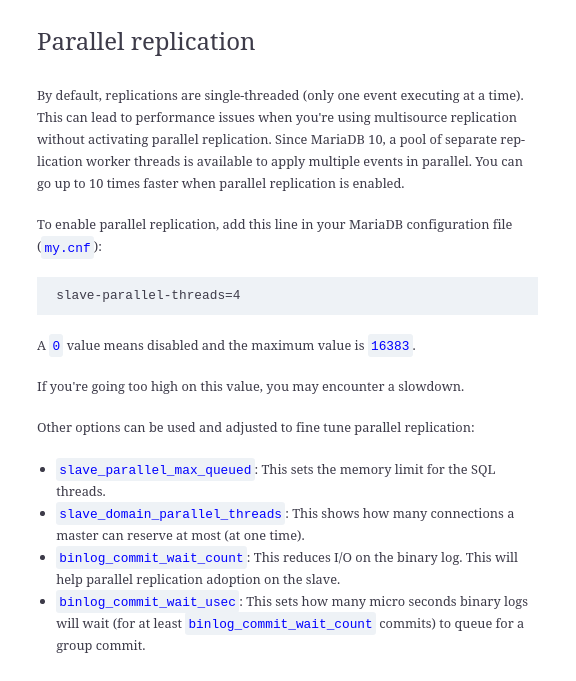 Parallel replication
By default, replications are single-threaded (only one event executing at a time).
This can lead to performance issues when you're using multisource replication
without activating parallel replication. Since MariaDB 10, a pool of separate rep-
lication worker threads is available to apply multiple events in parallel. You can
go up to 10 times faster when parallel replication is enabled.
To enable parallel replication, add this line in your MariaDB configuration file
(my.cnf):
slave-parallel-threads=4
A 0 value means disabled and the maximum value is 16383.
If you're going too high on this value, you may encounter a slowdown.
Other options can be used and adjusted to fine tune parallel replication:
• slave_parallel_max_queued: This sets the memory limit for the SQL
threads.
• slave_domain_parallel_threads: This shows how many connections a
master can reserve at most (at one time).
• binlog_commit_wait_count: This reduces I/O on the binary log. This will
help parallel replication adoption on the slave.
• binlog_commit_wait_usec: This sets how many micro seconds binary logs
will wait (for at least binlog_commit_wait_count commits) to queue for a
group commit.